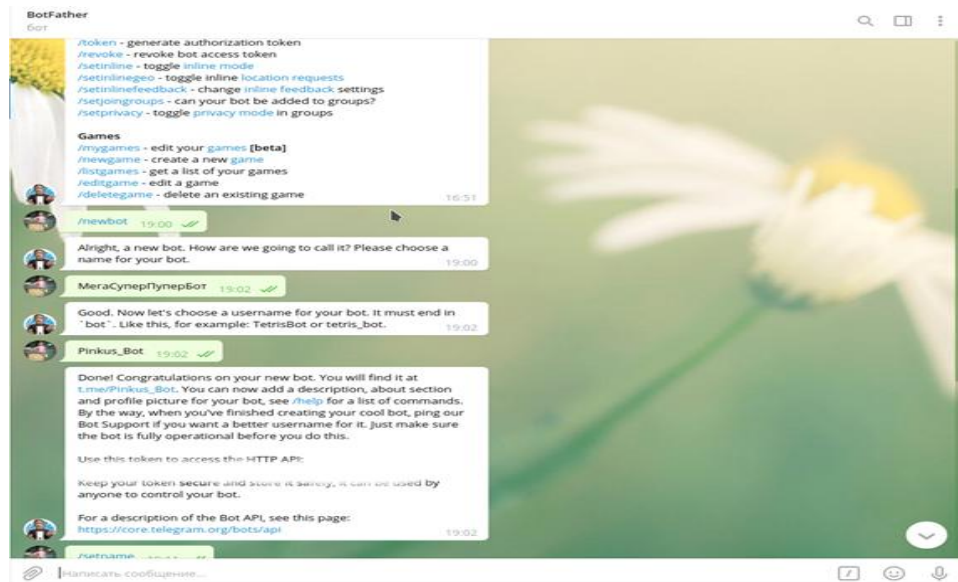 BotFather
бот
/token - generate authorization token
/revoke - revoke bot access token
/setinline - toggle inline mode
/setinlinegeo - toggle inline location requests
/setinlinefeedback - change inline feedback settings
/setjoingroups - can your bot be added to groups?
/setprivacy - toggle privacy mode in groups
Games
/mygames - edit your games [beta]
/newgame - create a new game
/listgames - get a list of your games
/editgame - edit a game
/deletegame - delete an existing game
16:51
/newbot 19:00
Alright, a new bot. How are we going to call it? Please choose a
name for your bot.
19:00
МегаСуперПуперБот 19:02
Good. Now let's choose a username for your bot. It must end in
`bot`. Like this, for example: TetrisBot or tetris_bot.
19:02
Pinkus_Bot 19:02
Done! Congratulations on your new bot. You will find it at
t.me/Pinkus_Bot. You can now add a description, about section
and profile picture for your bot, see /help for a list of commands.
By the way, when you've finished creating your cool bot, ping our
Bot Support if you want a better username for it. Just make sure
the bot is fully operational before you do this.
Use this token to access the HTTP API:
Keep your token secure and store it safely, it can be used by
anyone to control your bot.
For a description of the Bot API, see this page:
https://core.telegram.org/bots/api
19:02
/setname
Написать сообщение...